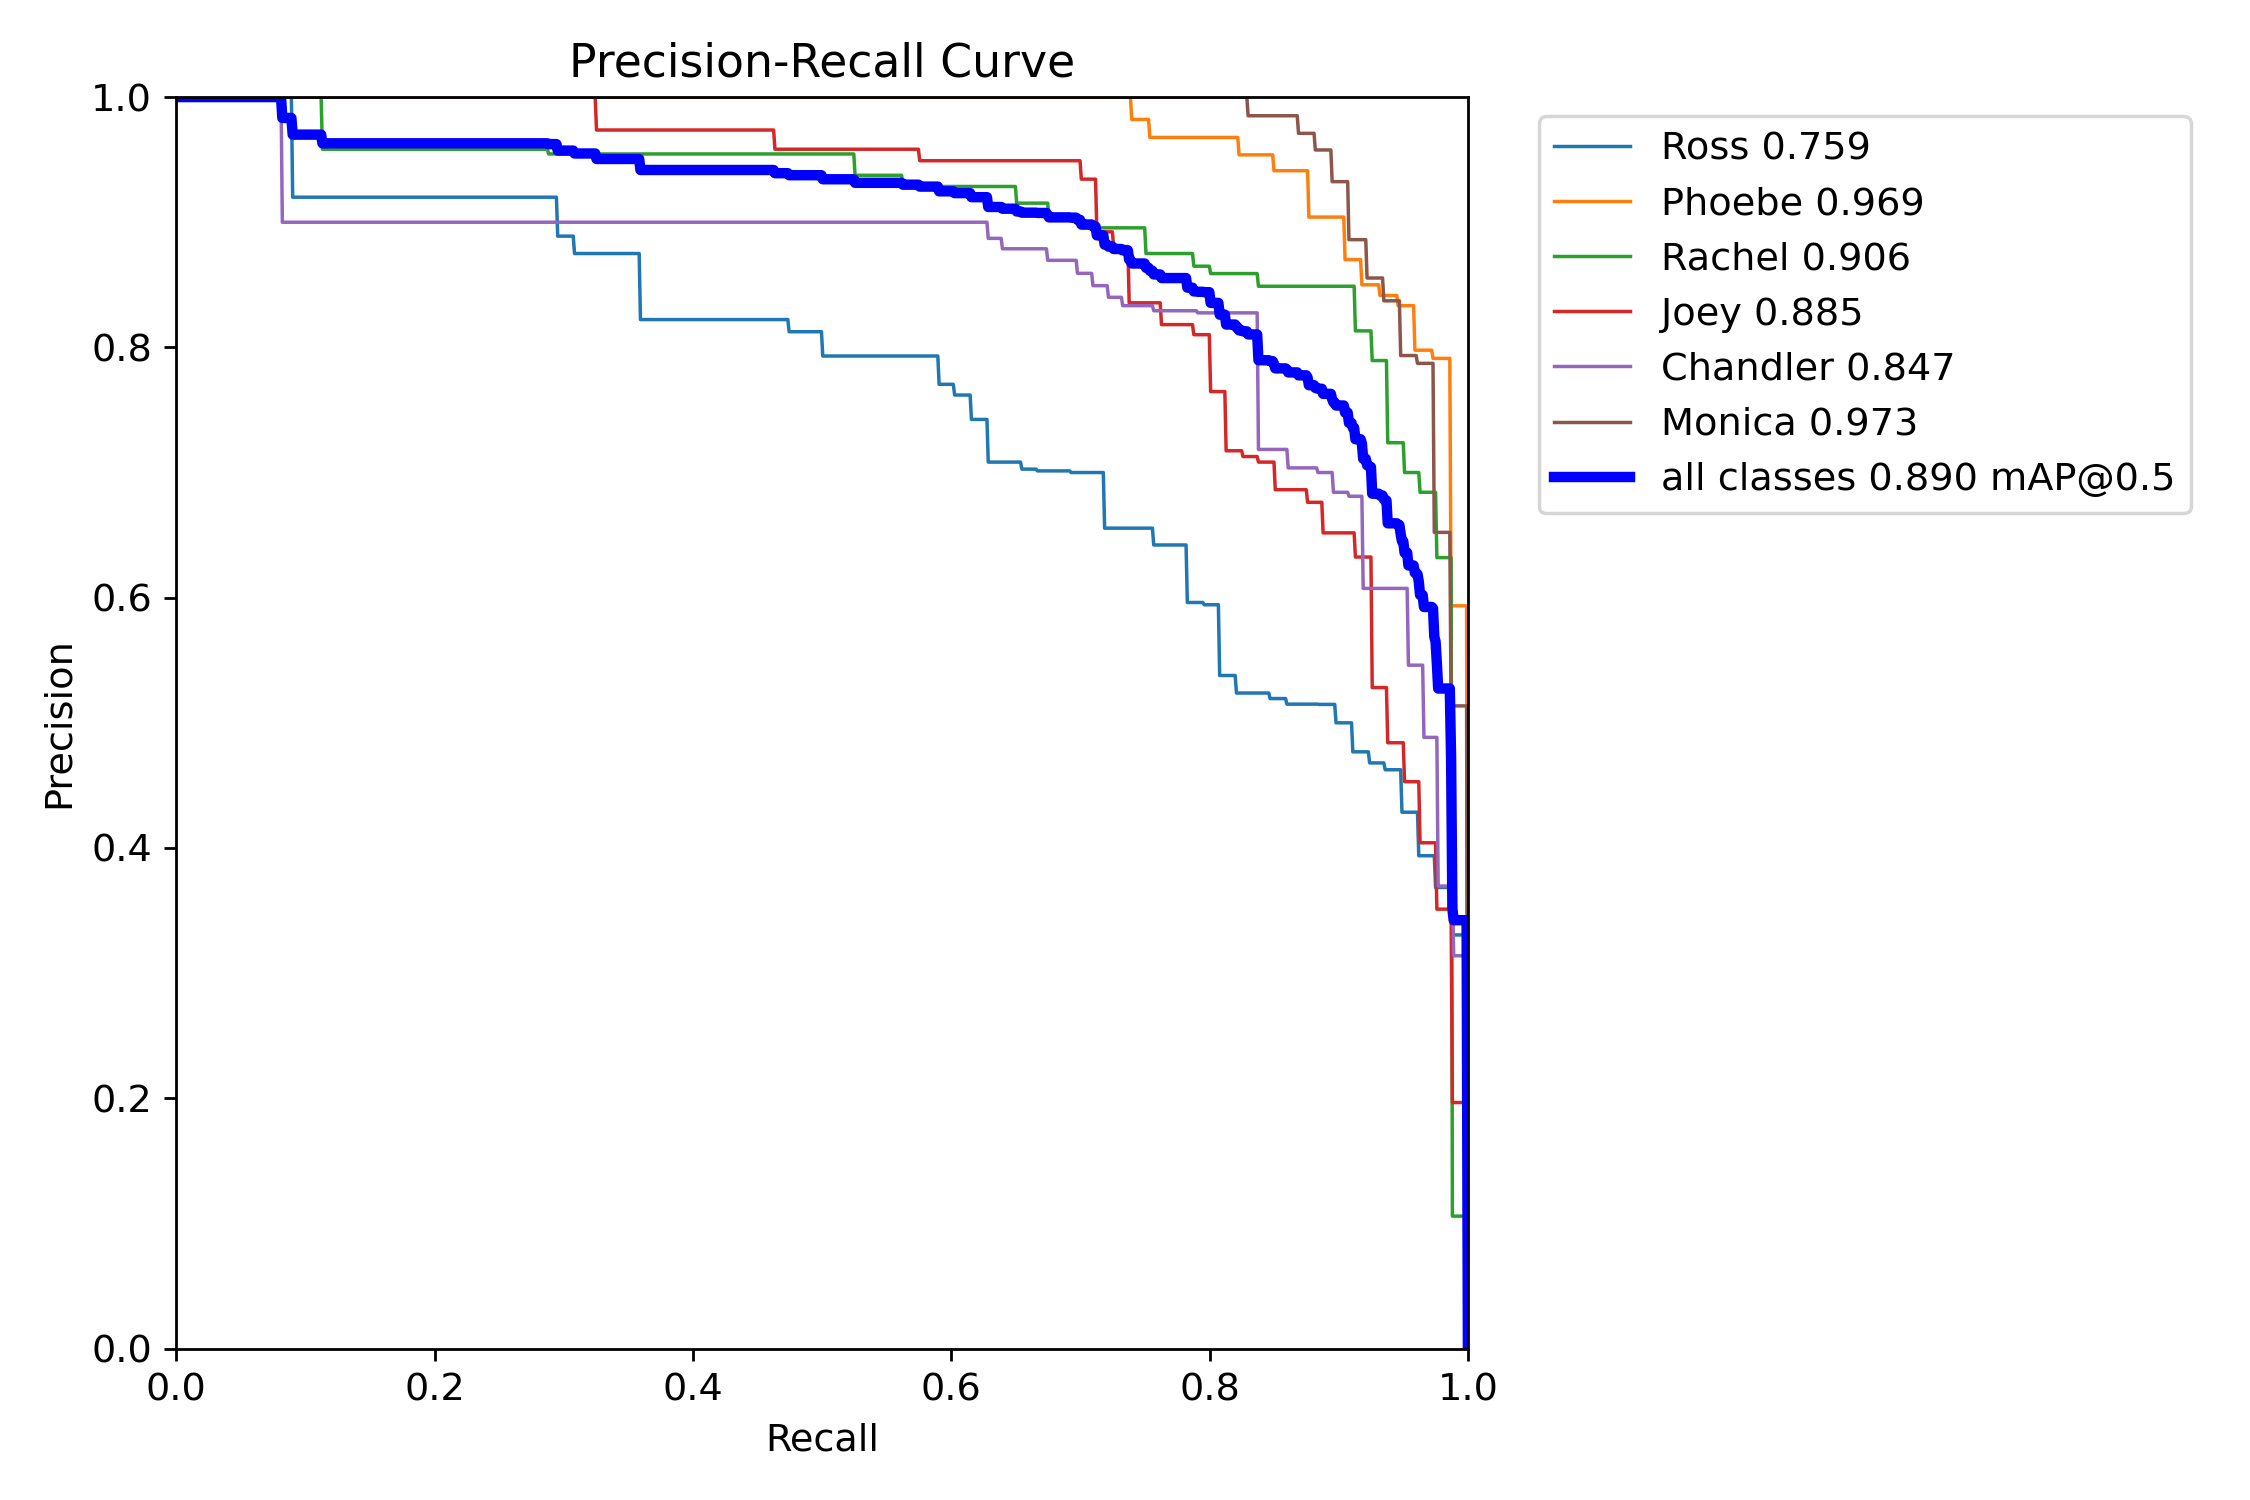 Precision-Recall Curve
1.0
0.8
0.6
0.4
0.2
0.0
Precision
0.0 0.2 0.4 0.6 0.8 1.0
Recall
Ross 0.759
Phoebe 0.969
Rachel 0.906
Joey 0.885
Chandler 0.847
Monica 0.973
all classes 0.890 mAP@0.5